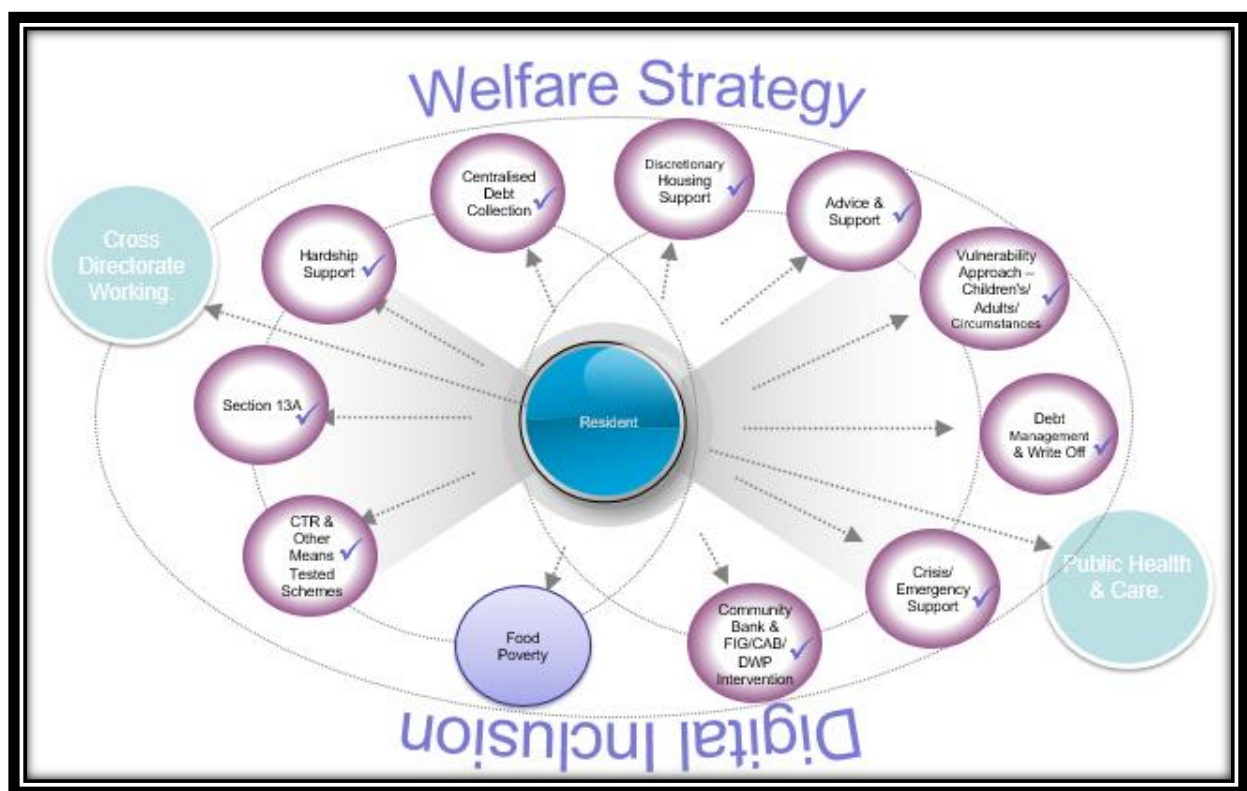 Welfare Strategy
Centralised
Debt
Collection
Discretionary
Housing
Support
Advice &
Support
Cross
Directorate
Working.
Hardship
Support
Vulnerability
Approach –
Children's/
Adults/
Circumstances
Section 13A
Resident
Debt
Management
& Write Off
CTR &
Other
Means
Tested
Schemes
Food
Poverty
Community
Bank &
FIG/CAB/
DWP
Intervention
Crisis/
Emergency
Support
Public Health
& Care.
Digital Inclusion